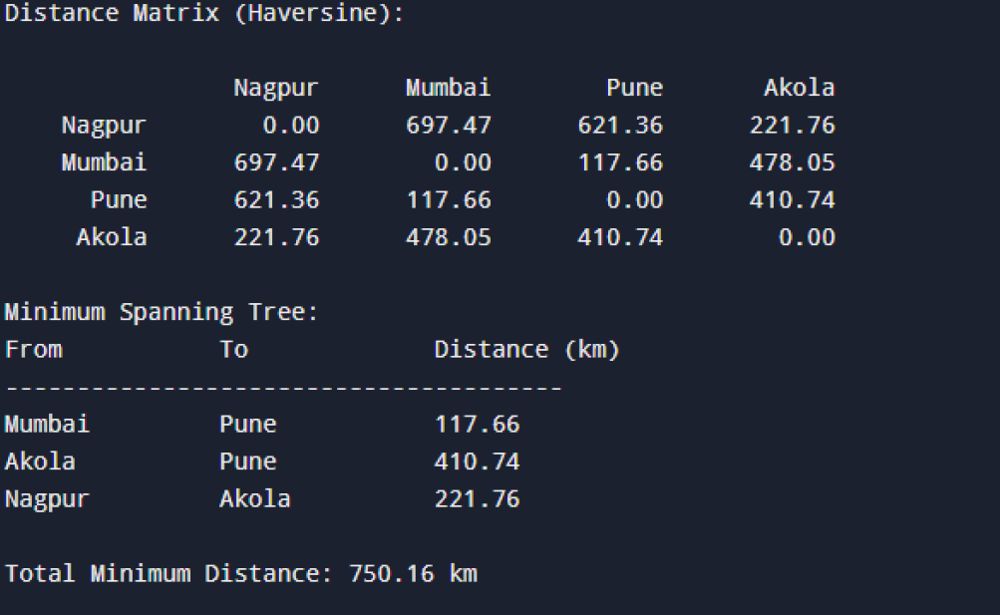 Distance Matrix (Haversine):
Nagpur Mumbai Pune Akola
Nagpur 0.00 697.47 621.36 221.76
Mumbai 697.47 0.00 117.66 478.05
Pune 621.36 117.66 0.00 410.74
Akola 221.76 478.05 410.74 0.00
Minimum Spanning Tree:
From To Distance (km)
---------------------------------------
Mumbai Pune 117.66
Akola Pune 410.74
Nagpur Akola 221.76
Total Minimum Distance: 750.16 km